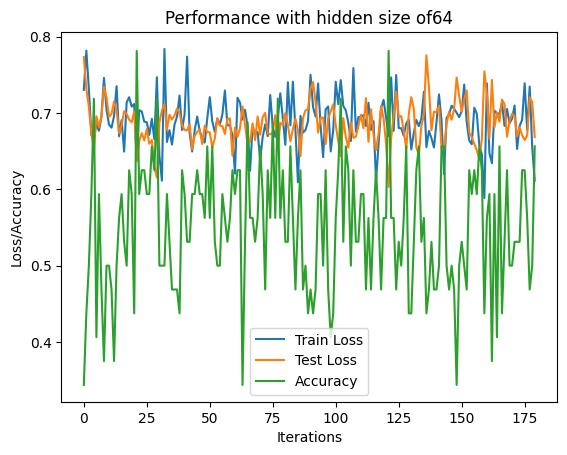 Performance with hidden size of64
Loss/Accuracy
0.8
0.7
0.6
0.5
0.4
Train Loss
Test Loss
Accuracy
0
25
50
75
100
125
150
175
Iterations